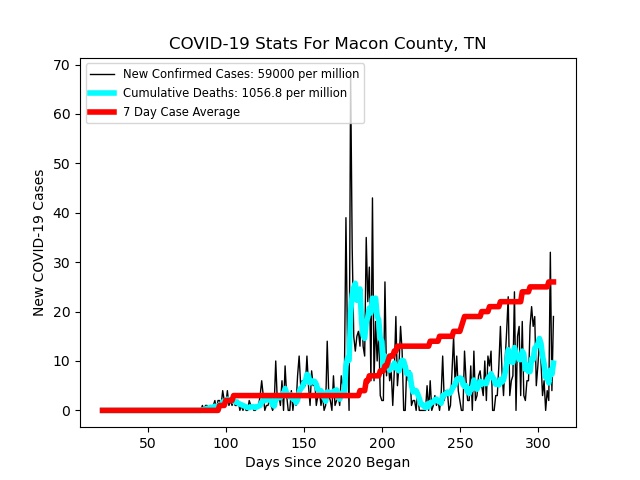 COVID-19 Stats For Macon County, TN
New Confirmed Cases: 59000 per million
Cumulative Deaths: 1056.8 per million
7 Day Case Average
New COVID-19 Cases
70
60
50
40
30
20
10
0
50
100
150
200
250
300
Days Since 2020 Began